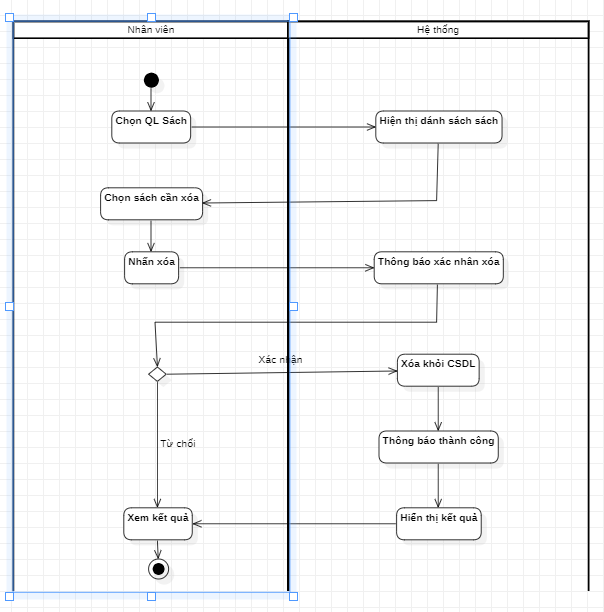 Nhân viên
Hệ thống
Chọn QL Sách
Hiện thị dánh sách sách
Chọn sách cần xóa
Nhấn xóa
Thông báo xác nhân xóa
Xác nhận
Xóa khỏi CSDL
Từ chối
Thông báo thành công
Xem kết quả
Hiển thị kết quả